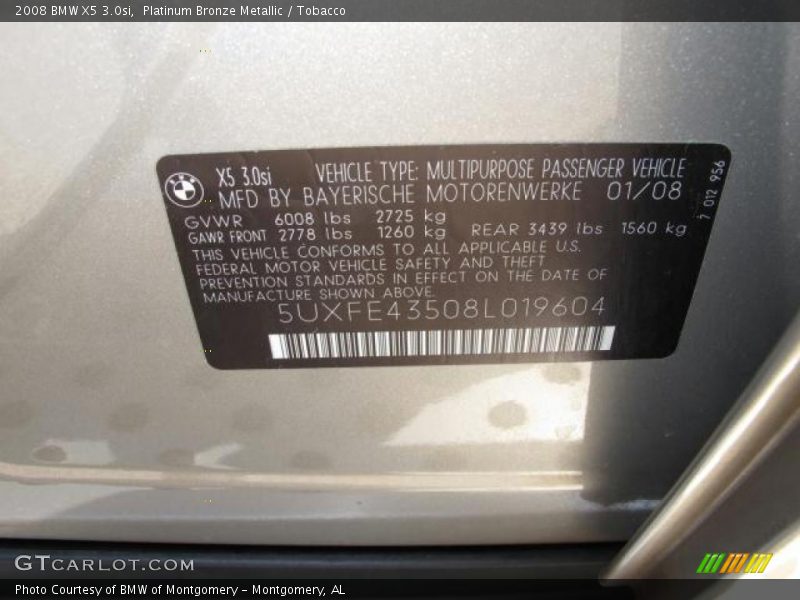 2008 BMW X5 3.0si, Platinum Bronze Metallic / Tobacco
X5 3.0si VEHICLE TYPE: MULTIPURPOSE PASSENGER VEHICLE
MFD BY BAYERISCHE MOTORENWERKE 01/08
GVWR 6008 lbs 2725 kg
GAWR FRONT 2778 lbs 1260 kg REAR 3439 lbs 1560 kg
THIS VEHICLE CONFORMS TO ALL APPLICABLE U.S.
FEDERAL MOTOR VEHICLE SAFETY AND THEFT
PREVENTION STANDARDS IN EFFECT ON THE DATE OF
MANUFACTURE SHOWN ABOVE.
5UXFE43508L019604
7 012 956
BMW
GTCARLOT.COM
Photo Courtesy of BMW of Montgomery - Montgomery, AL